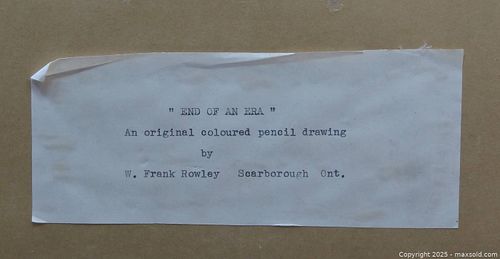 " END OF AN ERA "
An original coloured pencil drawing
by
W. Frank Rowley Scarborough Ont.
Copyright 2025 - maxsold.com